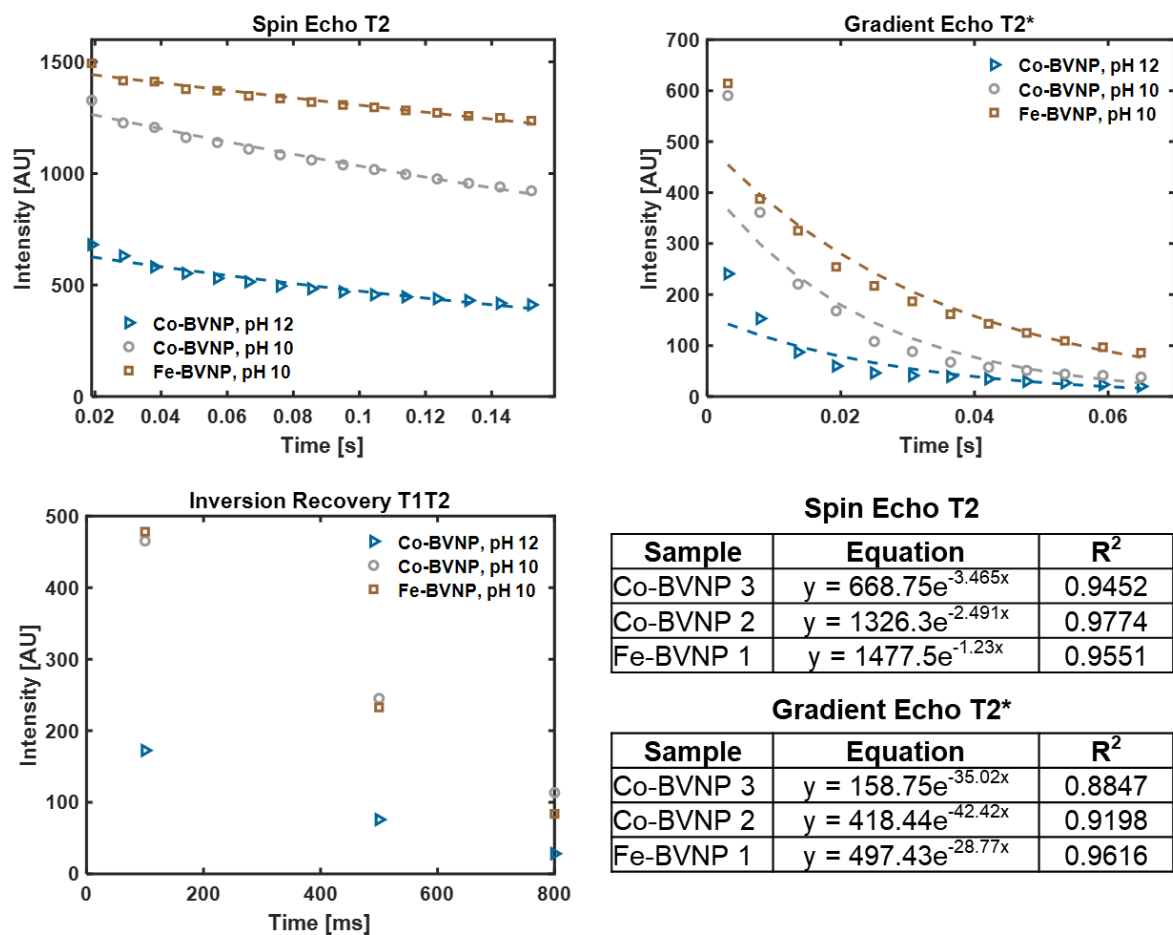 Spin Echo T2
1500
1000
500
0
Intensity [AU]
Co-BVNP, pH 12
Co-BVNP, pH 10
Fe-BVNP, pH 10
0.02 0.04 0.06 0.08 0.1 0.12 0.14
Time [s]
Gradient Echo T2*
700
600
500
400
300
200
100
0
Intensity [AU]
Co-BVNP, pH 12
Co-BVNP, pH 10
Fe-BVNP, pH 10
0 0.02 0.04 0.06
Time [s]
Inversion Recovery T1T2
500
400
300
200
100
0
Intensity [AU]
Co-BVNP, pH 12
Co-BVNP, pH 10
Fe-BVNP, pH 10
0 200 400 600 800
Time [ms]
Spin Echo T2
Sample Equation R²
Co-BVNP 3 y = 668.75e^-3.465x 0.9452
Co-BVNP 2 y = 1326.3e^-2.491x 0.9774
Fe-BVNP 1 y = 1477.5e^-1.23x 0.9551
Gradient Echo T2*
Sample Equation R²
Co-BVNP 3 y = 158.75e^-35.02x 0.8847
Co-BVNP 2 y = 418.44e^-42.42x 0.9198
Fe-BVNP 1 y = 497.43e^-28.77x 0.9616